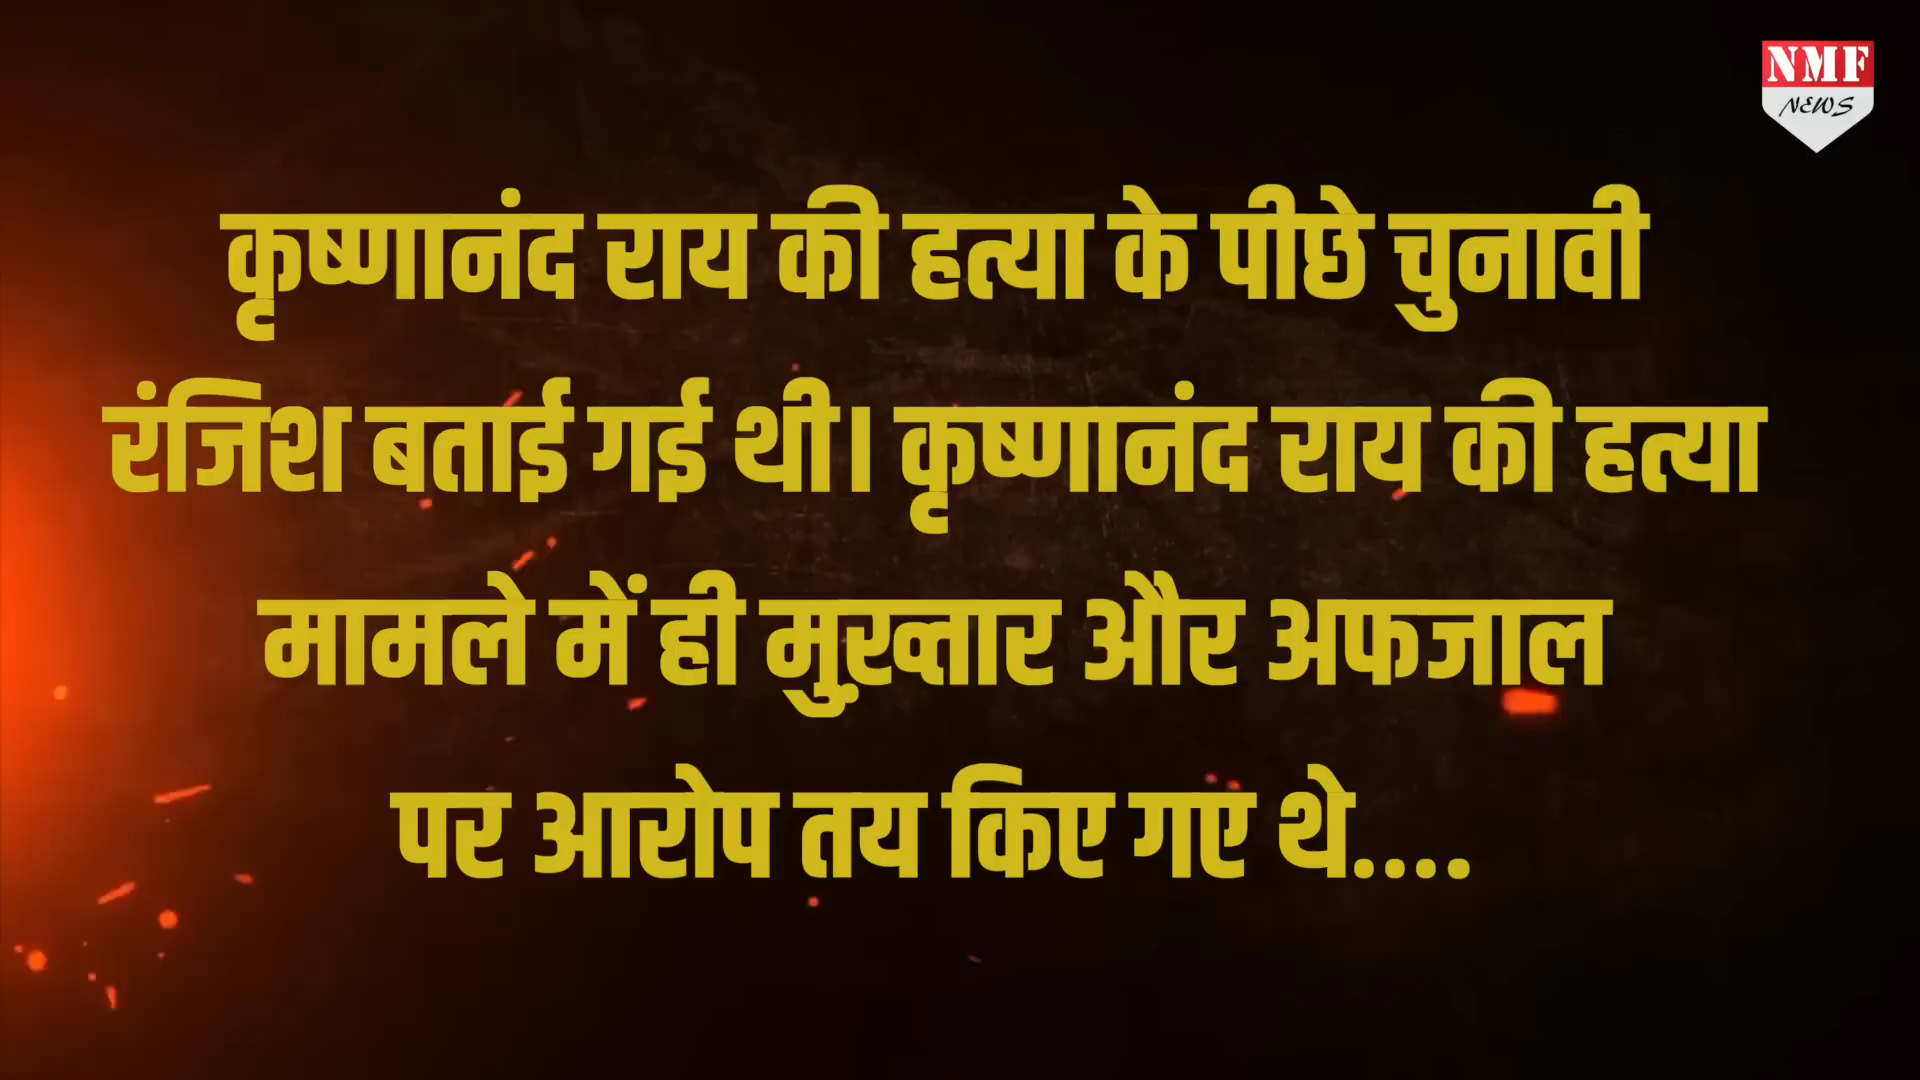 NMF
NEWS
कृष्णानंद राय की हत्या के पीछे चुनावी
रंजिश बताई गई थी। कृष्णानंद राय की हत्या
मामले में ही मुख़्तार और अफजाल
पर आरोप तय किए गए थे....